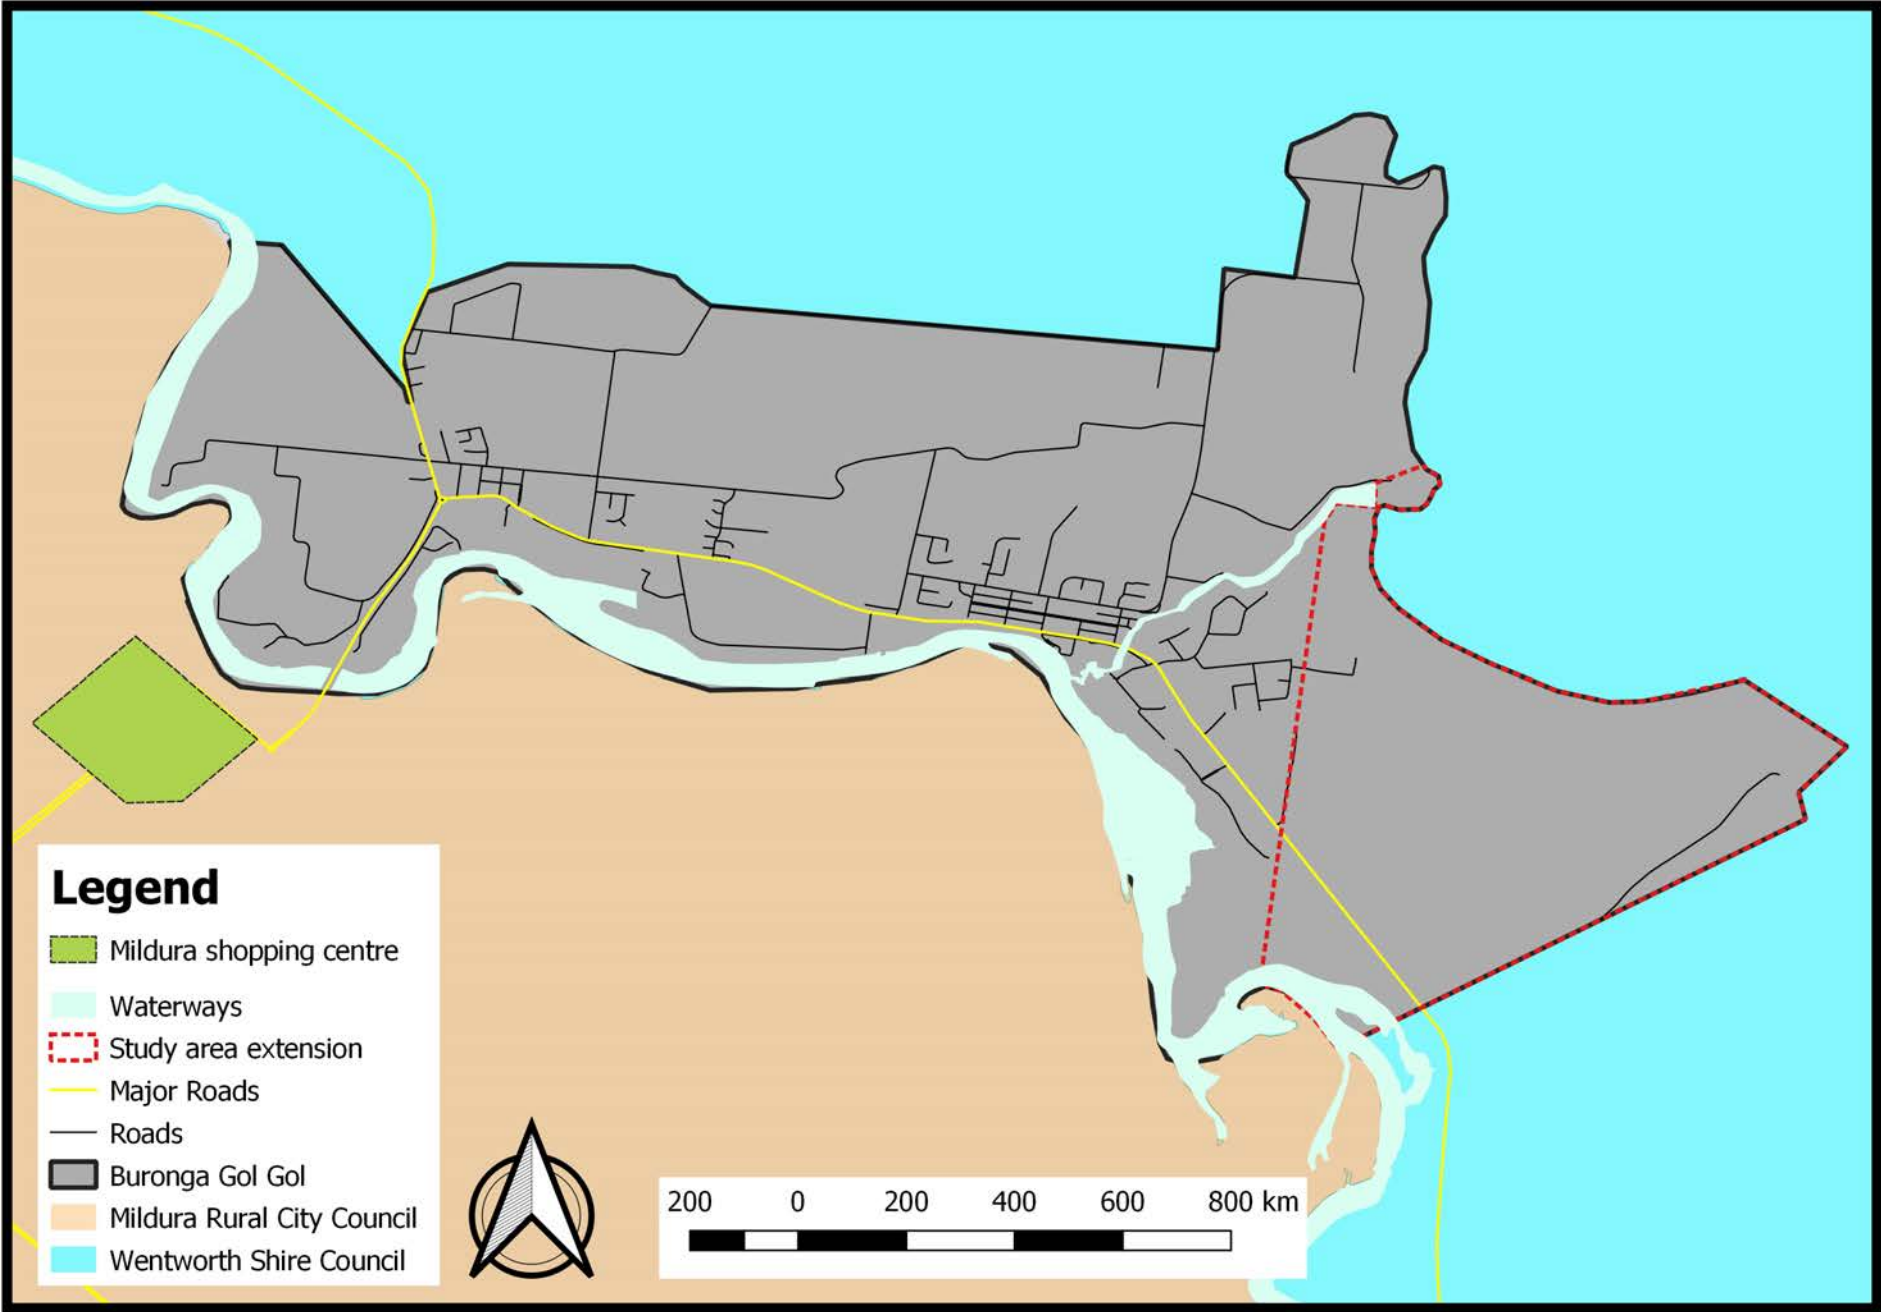 Legend
Mildura shopping centre
Waterways
Study area extension
Major Roads
Roads
Buronga Gol Gol
Mildura Rural City Council
Wentworth Shire Council
200 0 200 400 600 800 km